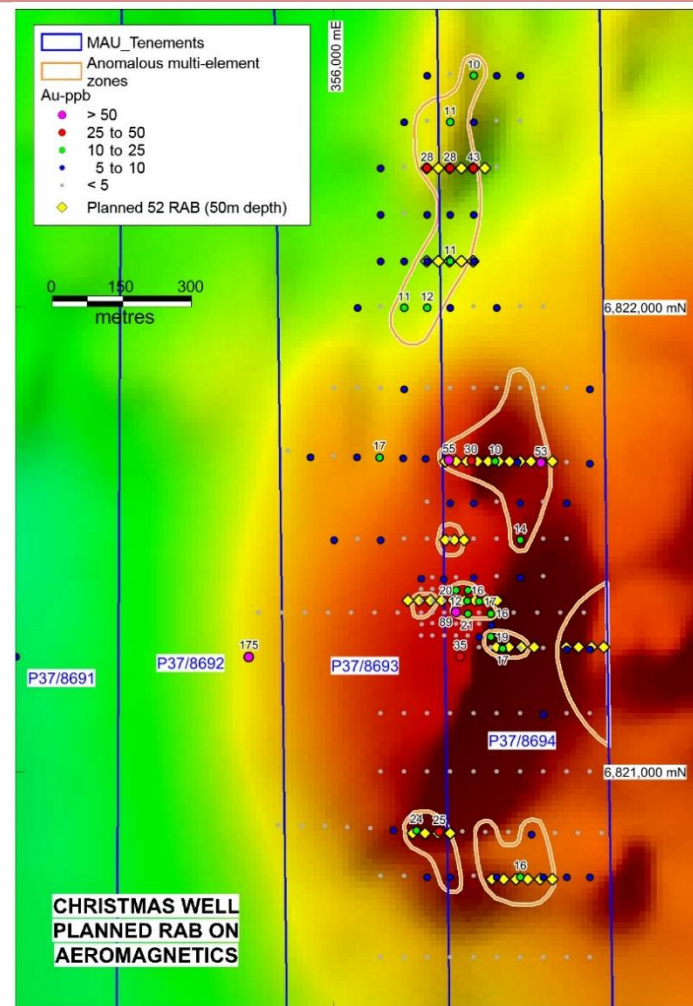 MAU_Tenements
Anomalous multi-element
zones
Au-ppb
> 50
25 to 50
10 to 25
5 to 10
< 5
Planned 52 RAB (50m depth)
356,000 mE
0 150 300
metres
10
11
28 28 43
11
11 12
6,822,000 mN
17
55 30 10 53
14
20 16
12 17
89 16
21
19
175
35
17
P37/8691
P37/8692
P37/8693
P37/8694
6,821,000 mN
24 25
16
CHRISTMAS WELL
PLANNED RAB ON
AEROMAGNETICS